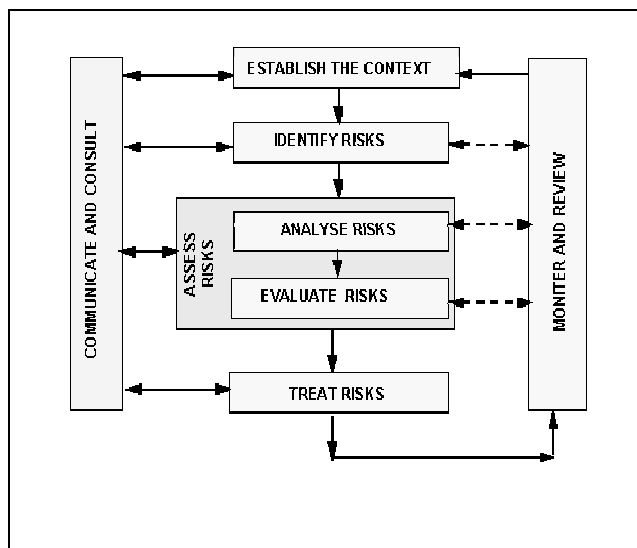 ESTABLISH THE CONTEXT
IDENTIFY RISKS
ANALYSE RISKS
EVALUATE RISKS
TREAT RISKS
COMMUNICATE AND CONSULT
ASSESS
RISKS
MONITER AND REVIEW